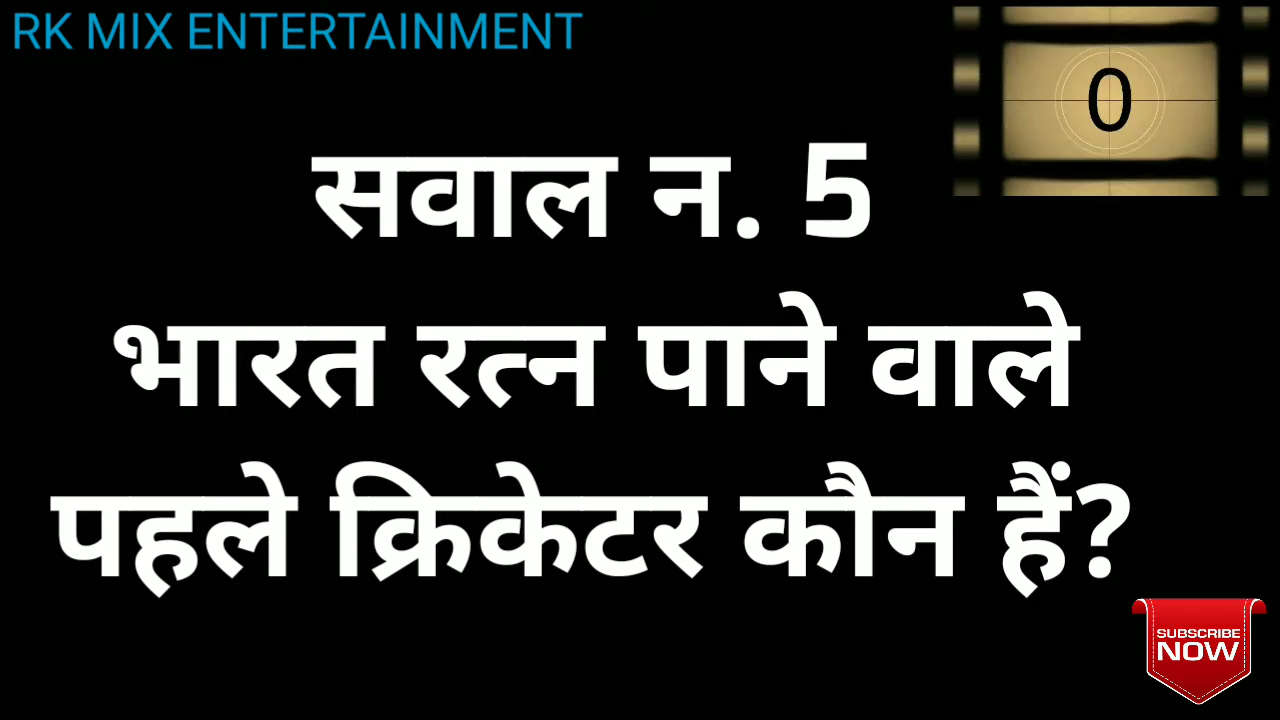 RK MIX ENTERTAINMENT
0
सवाल न. 5
भारत रत्न पाने वाले
पहले क्रिकेटर कौन हैं?
SUBSCRIBE
NOW